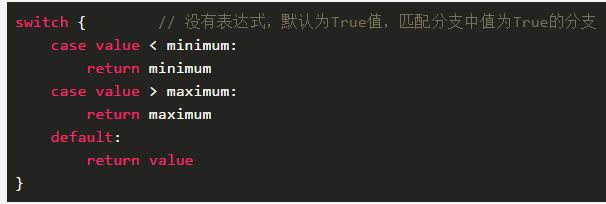 switch {        // 没有表达式，默认为True值，匹配分支中值为True的分支
    case value < minimum:
        return minimum
    case value > maximum:
        return maximum
    default:
        return value
}